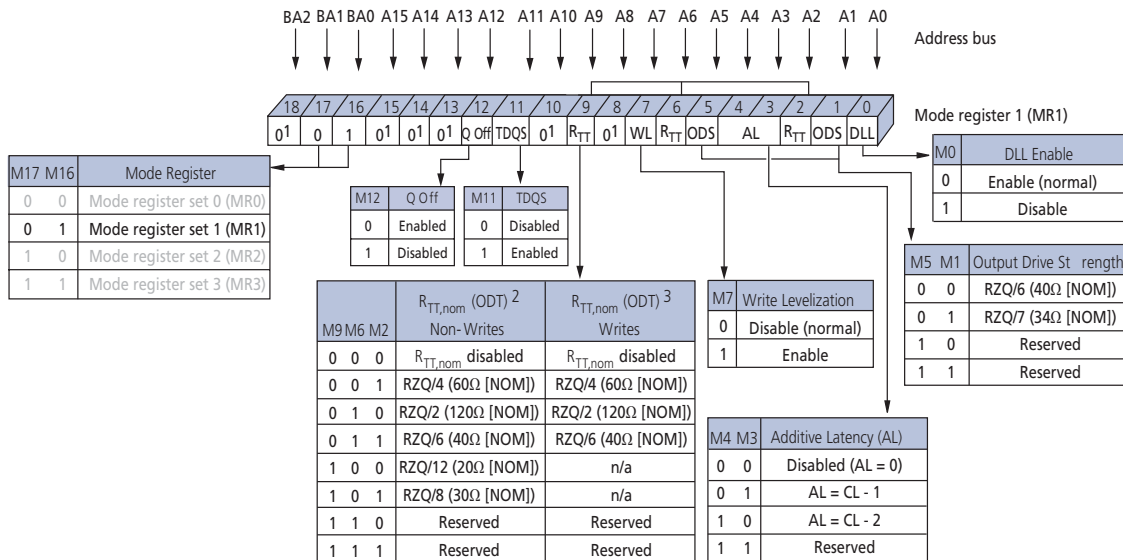 BA2 BA1 BA0 A15 A14 A13 A12 A11 A10 A9 A8 A7 A6 A5 A4 A3 A2 A1 A0
Address bus
18 17 16 15 14 13 12 11 10 9 8 7 6 5 4 3 2 1 0
Mode register 1 (MR1)
0¹ 0 1 0¹ 0¹ 0¹ Q Off TDQS 0¹ RTT 0¹ WL RTT ODS AL RTT ODS DLL
M17 M16 Mode Register
0 0 Mode register set 0 (MR0)
0 1 Mode register set 1 (MR1)
1 0 Mode register set 2 (MR2)
1 1 Mode register set 3 (MR3)
M12 Q Off
0 Enabled
1 Disabled
M11 TDQS
0 Disabled
1 Enabled
M0 DLL Enable
0 Enable (normal)
1 Disable
M5 M1 Output Drive St rength
0 0 RZQ/6 (40Ω [NOM])
0 1 RZQ/7 (34Ω [NOM])
1 0 Reserved
1 1 Reserved
RTT,nom (ODT) 2 RTT,nom (ODT) 3
M9 M6 M2 Non-Writes Writes
0 0 0 RTT,nom disabled RTT,nom disabled
0 0 1 RZQ/4 (60Ω [NOM]) RZQ/4 (60Ω [NOM])
0 1 0 RZQ/2 (120Ω [NOM]) RZQ/2 (120Ω [NOM])
0 1 1 RZQ/6 (40Ω [NOM]) RZQ/6 (40Ω [NOM])
1 0 0 RZQ/12 (20Ω [NOM]) n/a
1 0 1 RZQ/8 (30Ω [NOM]) n/a
1 1 0 Reserved Reserved
1 1 1 Reserved Reserved
M7 Write Levelization
0 Disable (normal)
1 Enable
M4 M3 Additive Latency (AL)
0 0 Disabled (AL = 0)
0 1 AL = CL - 1
1 0 AL = CL - 2
1 1 Reserved